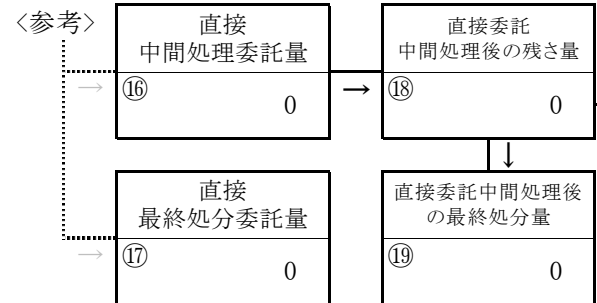 〈参考〉
直接
中間処理委託量
→
⑯
0
→
直接委託
中間処理後の残さ量
⑱
0
↓
直接
最終処分委託量
→
⑰
0
直接委託中間処理後
の最終処分量
⑲
0